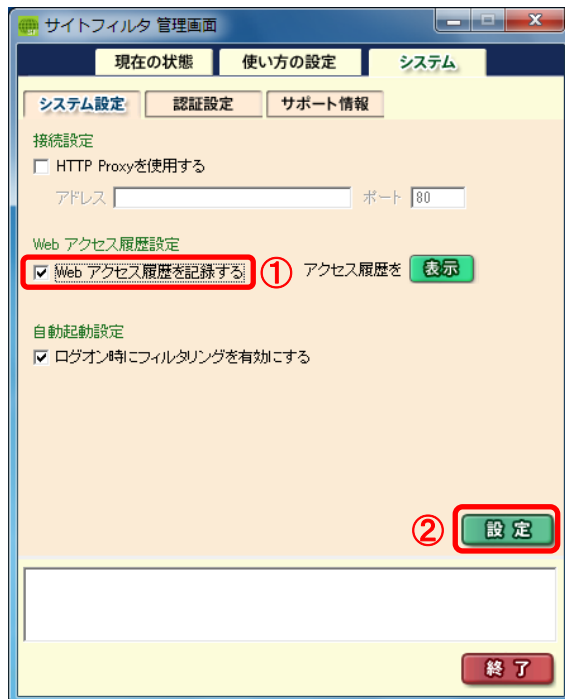 サイトフィルタ 管理画面
現在の状態 使い方の設定 システム
システム設定 認証設定 サポート情報
接続設定
HTTP Proxyを使用する
アドレス ポート 80
Web アクセス履歴設定
Web アクセス履歴を記録する ① アクセス履歴を 表示
自動起動設定
ログオン時にフィルタリングを有効にする
② 設定
終了